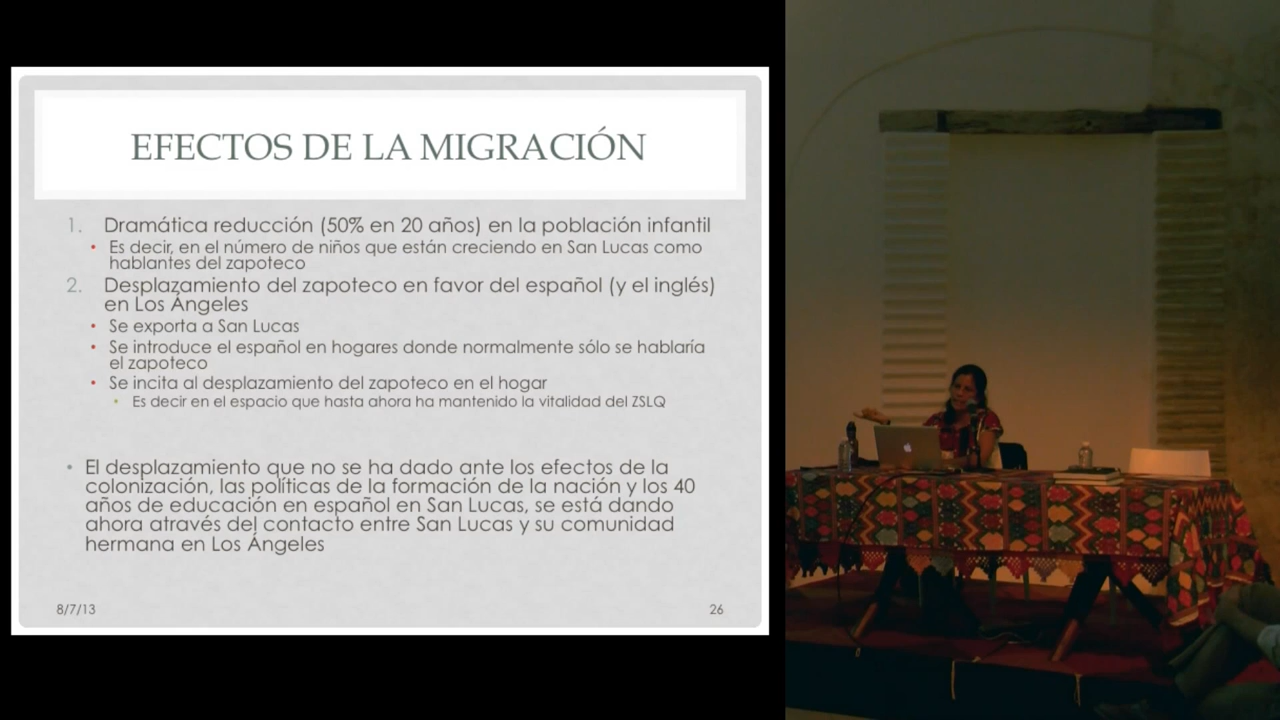 EFECTOS DE LA MIGRACIÓN
1. Dramática reducción (50% en 20 años) en la población infantil
• Es decir, en el número de niños que están creciendo en San Lucas como
hablantes del zapoteco
2. Desplazamiento del zapoteco en favor del español (y el inglés)
en Los Ángeles
• Se exporta a San Lucas
• Se introduce el español en hogares donde normalmente sólo se hablaría
el zapoteco
• Se incita al desplazamiento del zapoteco en el hogar
• Es decir en el espacio que hasta ahora ha mantenido la vitalidad del ZSLQ
• El desplazamiento que no se ha dado ante los efectos de la
colonización, las políticas de la formación de la nación y los 40
años de educación en español en San Lucas, se está dando
ahora através del contacto entre San Lucas y su comunidad
hermana en Los Ángeles
8/7/13
26